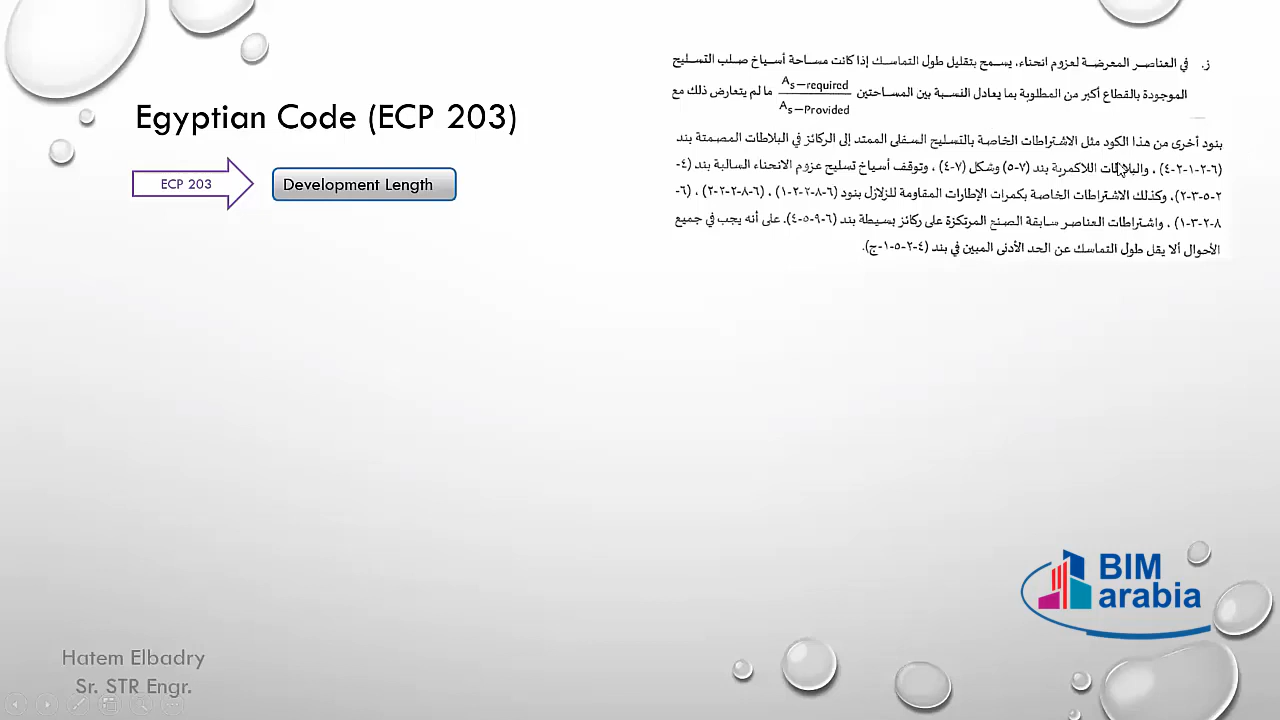 Egyptian Code (ECP 203)
ECP 203
Development Length
ز. في العناصر المعرضة لعزوم انحناء، يسمح بتقليل طول التماسك إذا كانت مساحة أسياخ صلب التسليح
الموجودة بالقطاع أكبر من المطلوبة بما يعادل النسبة بين المساحتين As-required / As-Provided ما لم يتعارض ذلك مع
بنود أخرى من هذا الكود مثل الاشتراطات الخاصة بالتسليح السفلى الممتد إلى الركائز في البلاطات المصمتة بند
(٦-٢-١-٣-٤) ، والبلاطات اللاكمرية بند (٧-٥) وشكل (٧-٤) ، وتوقف أسياخ تسليح عزوم الانحناء السالبة بند (٤-
٢-٥-٣-٢)، وكذلك الاشتراطات الخاصة بكمرات الإطارات المقاومة للزلازل بنود (٦-٨-٢-٢-١) ، (٦-٨-٢-٢-٢) ، (٦-
٨-٢-٣-١) ، واشتراطات العناصر سابقة الصنع المرتكزة على ركائز بسيطة بند (٦-٩-٥-٤). على أنه يجب في جميع
الأحوال ألا يقل طول التماسك عن الحد الأدنى المبين في بند (٤-٢-٥-١-ج).
BIM
arabia
Hatem Elbadry
Sr. STR Engr.